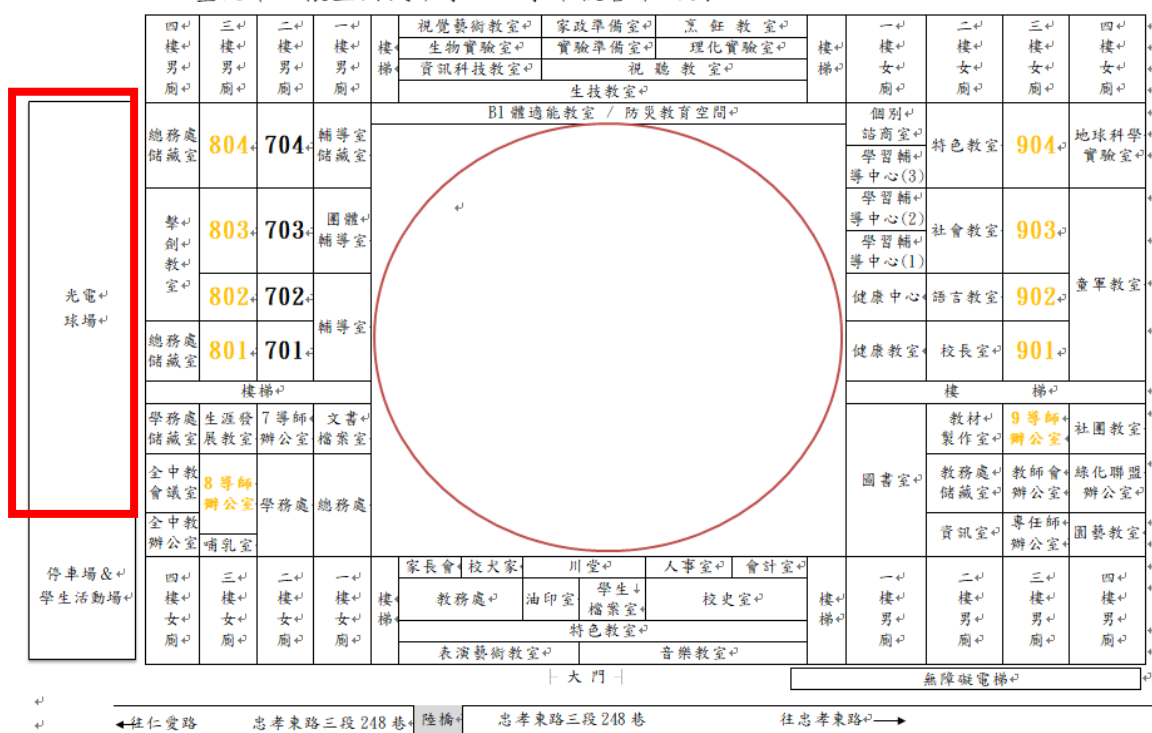 四樓男廁
三樓男廁
二樓男廁
一樓男廁
樓梯
視覺藝術教室
家政準備室
烹飪教室
生物實驗室
實驗準備室
理化實驗室
資訊科技教室
視聽教室
生技教室
樓梯
一樓女廁
二樓女廁
三樓女廁
四樓女廁
B1 體適能教室 / 防災教育空間
光電
球場
停車場&
學生活動場
總務處
儲藏室
804
704
輔導室
儲藏室
擊劍教室
803
703
團體
輔導室
802
702
輔導室
總務處
儲藏室
801
701
樓梯
學務處
儲藏室
生涯發
展教室
7 導師
辦公室
文書
檔案室
全中教
會議室
8 導師
辦公室
學務處
總務處
全中教
辦公室
哺乳室
個別
諮商室
學習輔
導中心(3)
特色教室
904
地球科學
實驗室
學習輔
導中心(2)
學習輔
導中心(1)
社會教室
903
童軍教室
健康中心
語言教室
902
健康教室
校長室
901
樓梯
圖書室
教材
製作室
9 導師
辦公室
社團教室
教務處
儲藏室
教師會
辦公室
綠化聯盟
辦公室
資訊室
專任師
辦公室
園藝教室
四樓女廁
三樓女廁
二樓女廁
一樓女廁
樓梯
家長會
校犬家
川堂
人事室
會計室
教務處
油印室
學生
檔案室
校史室
特色教室
表演藝術教室
音樂教室
樓梯
一樓男廁
二樓男廁
三樓男廁
四樓男廁
大門
無障礙電梯
往仁愛路
忠孝東路三段 248 巷
陸橋
忠孝東路三段 248 巷
往忠孝東路